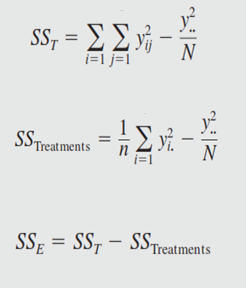 SS_T = ∑_{i=1} ∑_{j=1} y_{ij}^2 − y_{..}^2 / N
SS_Treatments = 1/n ∑_{i=1} y_{i.}^2 − y_{..}^2 / N
SS_E = SS_T − SS_Treatments